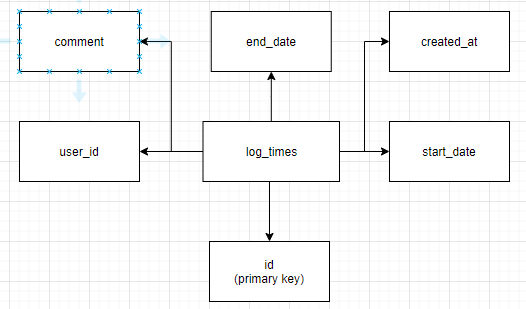 comment
end_date
created_at
user_id
log_times
start_date
id
(primary key)